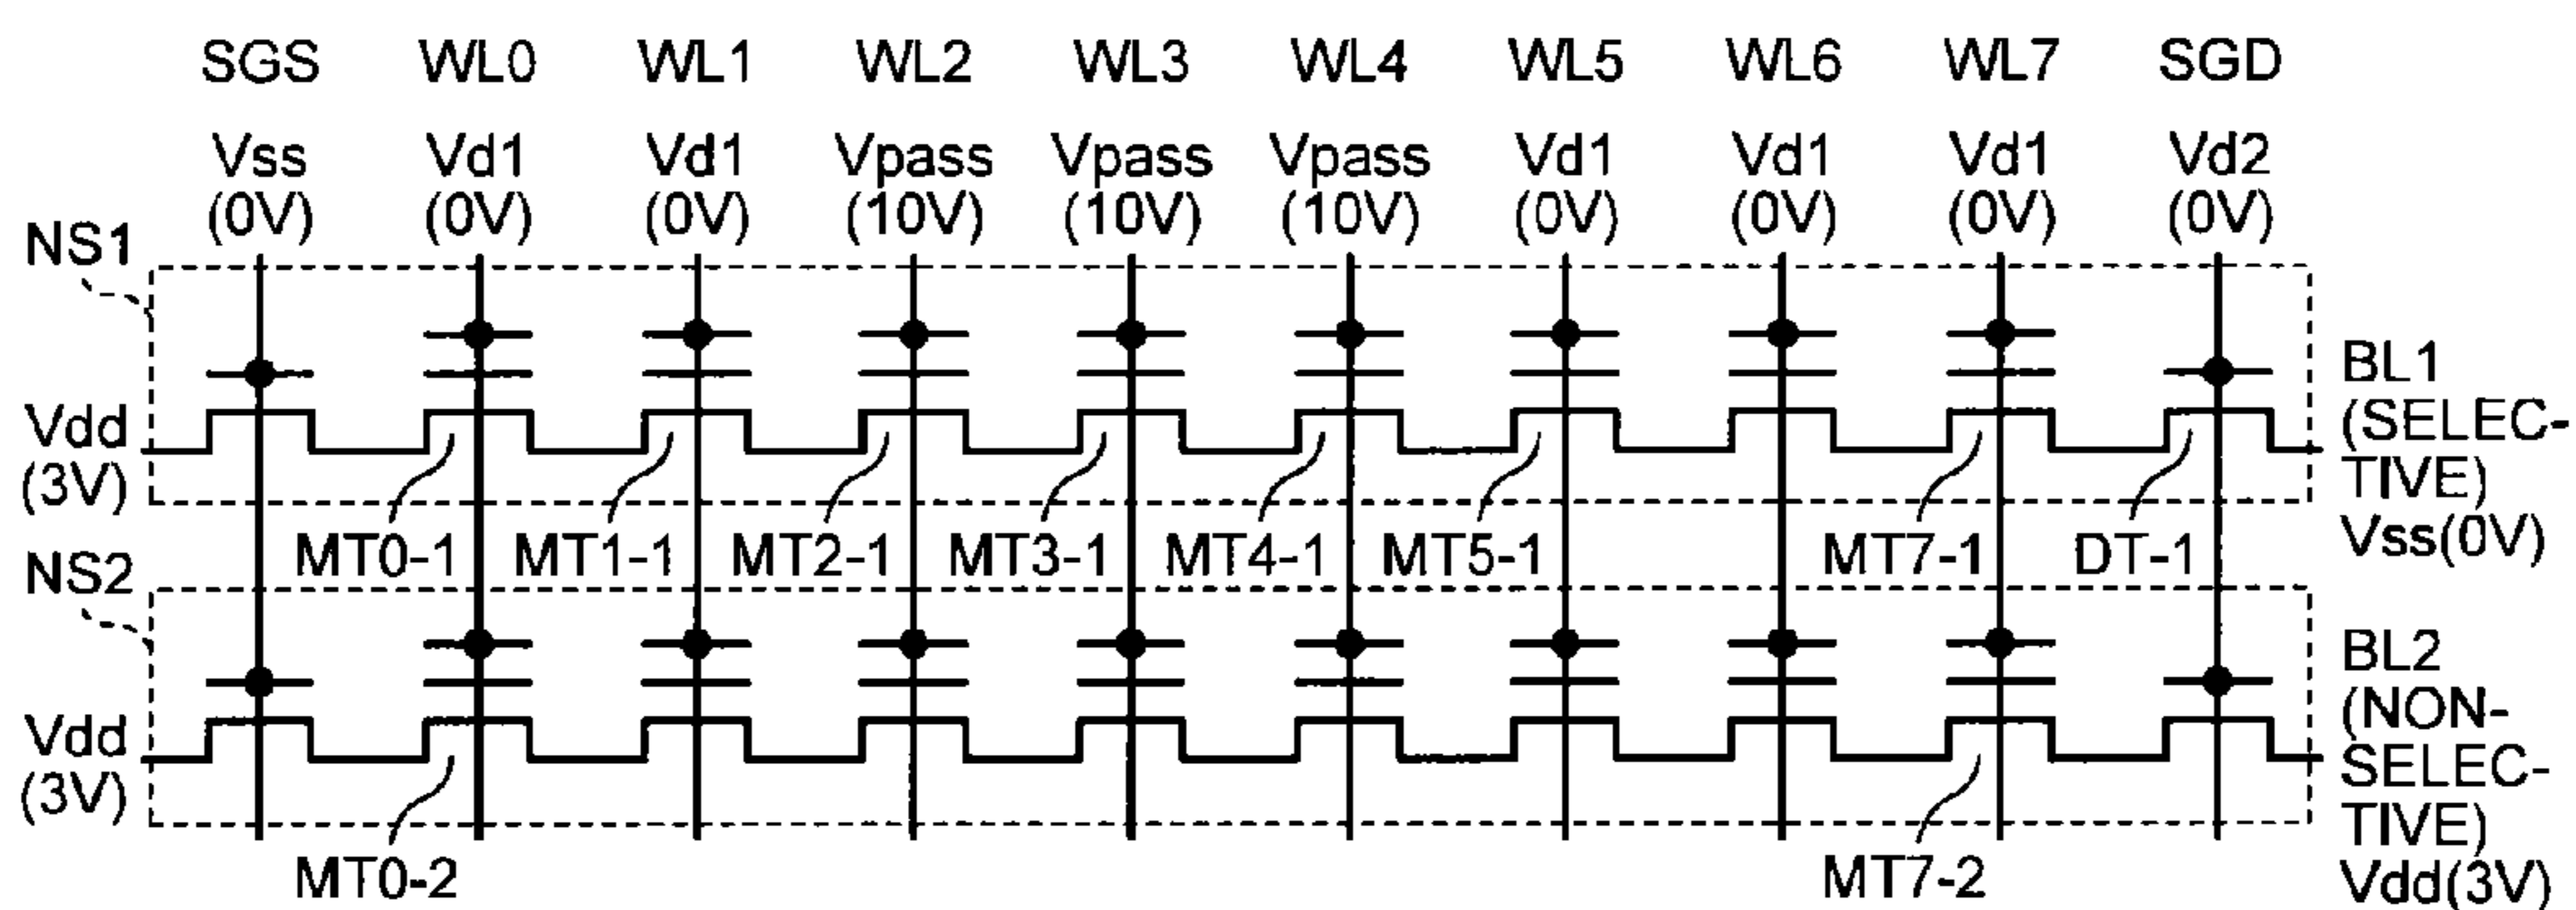 SGS WL0 WL1 WL2 WL3 WL4 WL5 WL6 WL7 SGD
Vss Vd1 Vd1 Vpass Vpass Vpass Vd1 Vd1 Vd1 Vd2
(0V) (0V) (0V) (10V) (10V) (10V) (0V) (0V) (0V) (0V)
NS1
Vdd
(3V)
BL1
(SELEC-
TIVE)
Vss(0V)
MT0-1 MT1-1 MT2-1 MT3-1 MT4-1 MT5-1 MT7-1 DT-1
NS2
Vdd
(3V)
BL2
(NON-
SELEC-
TIVE)
Vdd(3V)
MT0-2 MT7-2